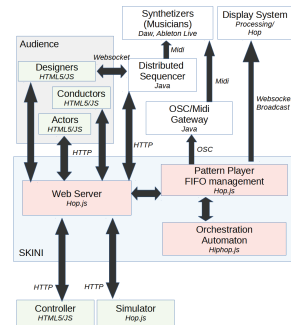 Synthetizers
(Musicians)
Daw, Ableton Live
Display System
Processing/
Hop
Audience
Websocket
Midi
Designers
HTML5/JS
Distributed
Sequencer
Java
Midi
Conductors
HTML5/JS
Websocket
Broadcast
OSC/Midi
Gateway
Java
Actors
HTML5/JS
HTTP
HTTP
OSC
Web Server
Hop.js
Pattern Player
FIFO management
Hop.js
Orchestration
Automaton
Hiphop.js
SKINI
HTTP
HTTP
Controller
HTML5/JS
Simulator
Hop.js